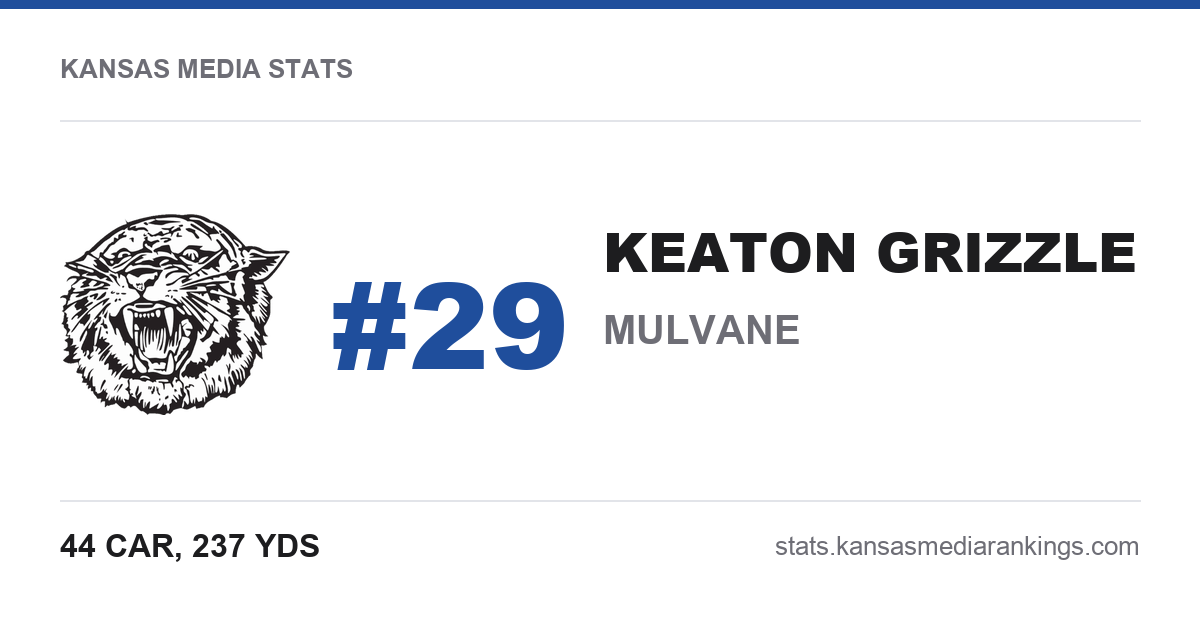 KANSAS MEDIA STATS
#29
KEATON GRIZZLE
MULVANE
44 CAR, 237 YDS
stats.kansasmediarankings.com